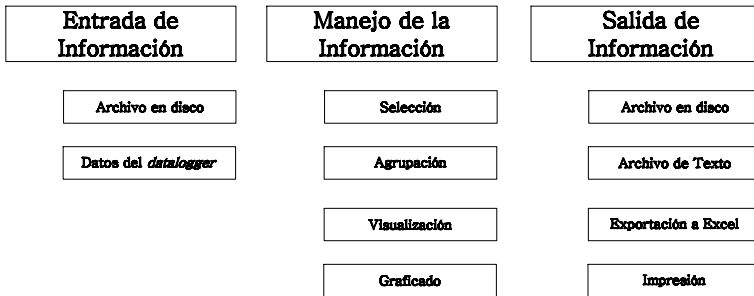 Entrada de
Información
Archivo en disco
Datos del datalogger
Manejo de la
Información
Selección
Agrupación
Visualización
Graficado
Salida de
Información
Archivo en disco
Archivo de Texto
Exportación a Excel
Impresión